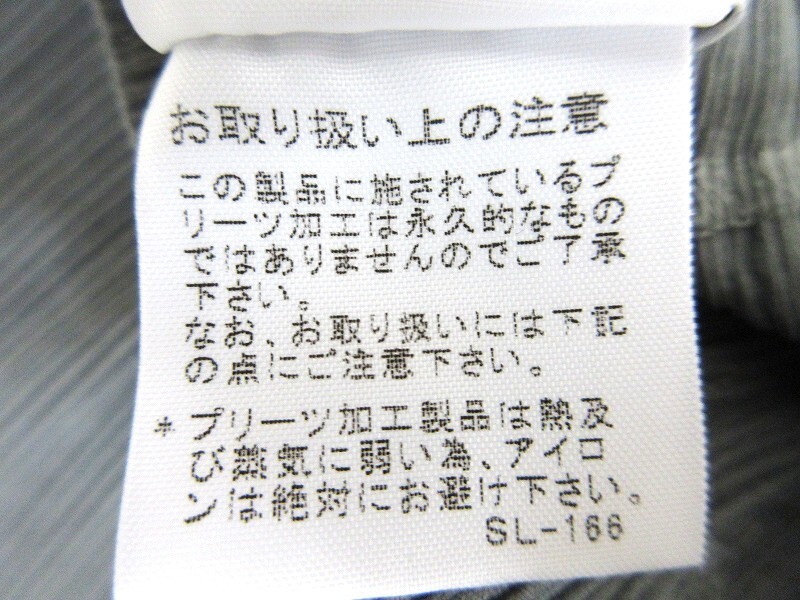 お取り扱い上の注意
この製品に施されているプ
リーツ加工は永久的なもの
ではありませんのでご了承
下さい。
なお、お取り扱いには下記
の点にご注意下さい。
* プリーツ加工製品は熱及
び蒸気に弱い為、アイロ
ンは絶対にお避け下さい。
SL-166